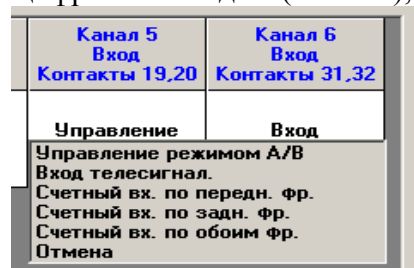 Канал 5
Вход
Контакты 19,20
Канал 6
Вход
Контакты 31,32
Управление
Вход
Управление режимом А/В
Вход телесигнал.
Счетный вх. по передн. фр.
Счетный вх. по задн. фр.
Счетный вх. по обоим фр.
Отмена